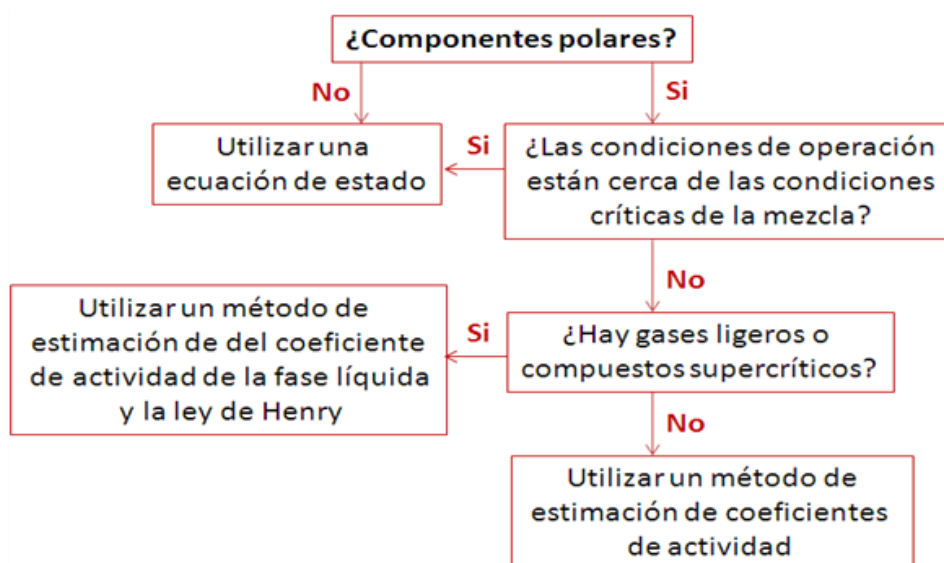 ¿Componentes polares?
No
Si
Utilizar una
ecuación de estado
Si
¿Las condiciones de operación
están cerca de las condiciones
críticas de la mezcla?
No
Utilizar un método de
estimación de del coeficiente
de actividad de la fase líquida
y la ley de Henry
Si
¿Hay gases ligeros o
compuestos supercríticos?
No
Utilizar un método de
estimación de coeficientes
de actividad